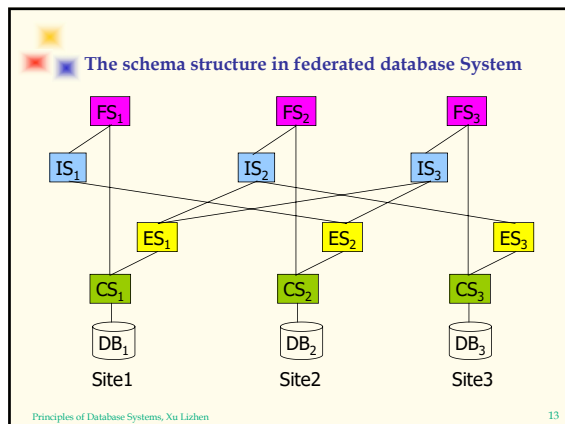 The schema structure in federated database System
FS₁ FS₂ FS₃
IS₁ IS₂ IS₃
ES₁ ES₂ ES₃
CS₁ CS₂ CS₃
DB₁ DB₂ DB₃
Site1 Site2 Site3
Principles of Database Systems, Xu Lizhen 13